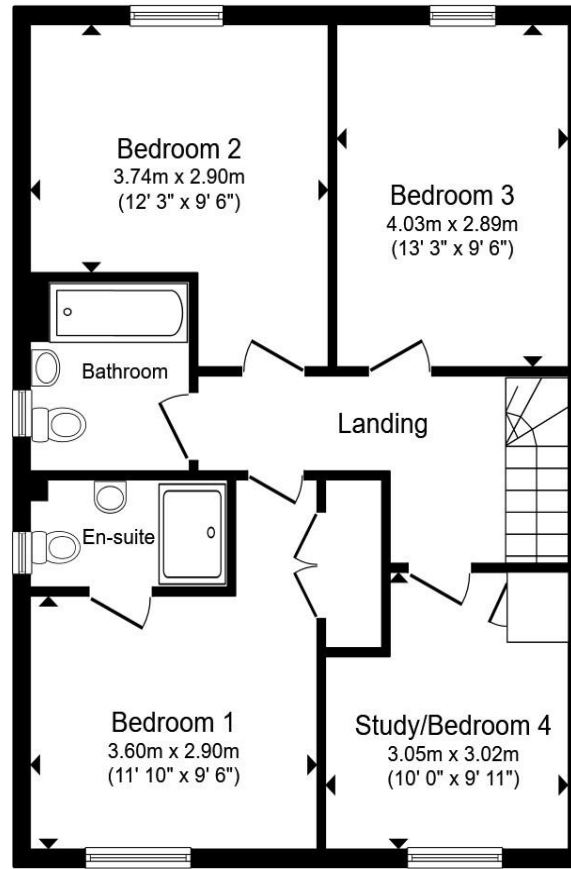 Bedroom 2
3.74m x 2.90m
(12' 3" x 9' 6")
Bedroom 3
4.03m x 2.89m
(13' 3" x 9' 6")
Bathroom
Landing
En-suite
Bedroom 1
3.60m x 2.90m
(11' 10" x 9' 6")
Study/Bedroom 4
3.05m x 3.02m
(10' 0" x 9' 11")